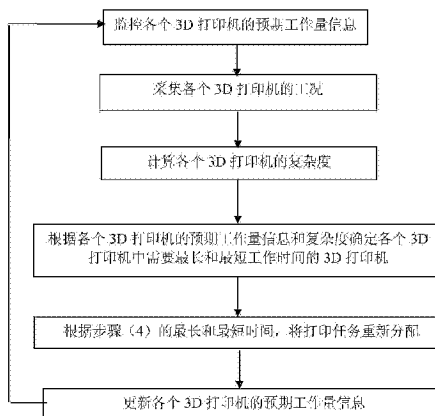 监控各个3D打印机的预期工作量信息
采集各个3D打印机的工况
计算各个3D打印机的复杂度
根据各个3D打印机的预期工作量信息和复杂度确定各个3D
打印机中需要最长和最短工作时间的3D打印机
根据步骤（4）的最长和最短时间，将打印任务重新分配
更新各个3D打印机的预期工作量信息